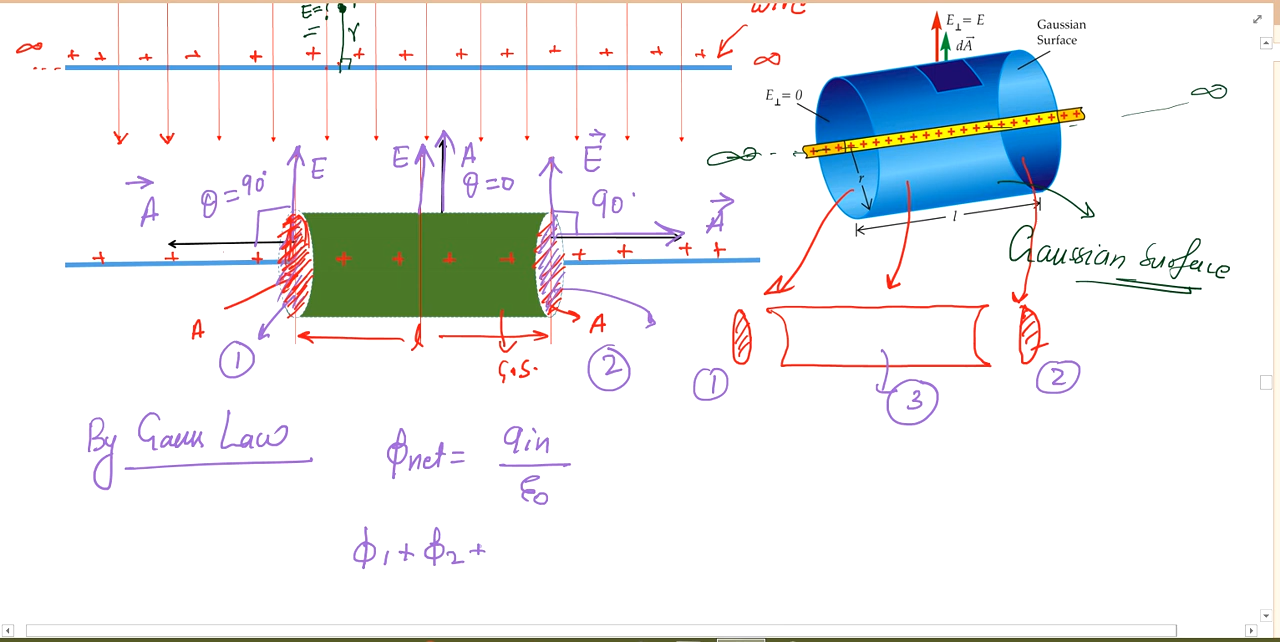 E=?
r
wire
∞ + + − + + + + + + + + + + ∞
E⊥= E
dA⃗
Gaussian
Surface
E⊥= 0
∞
∞
+++++++++++++++
r
l
Gaussian Surface
A⃗ θ=90° E E A θ=0 E⃗ 90° A⃗
+ + + + + + + + + + +
A l A
G.S.
① ② ① ③ ②
By Gauss Law ϕnet = qin
ε0
ϕ1 + ϕ2 +